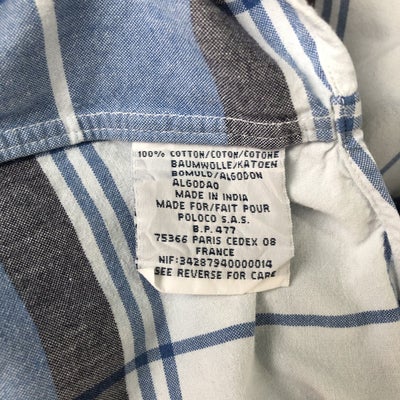 100% COTTON/COTON/COTONE
BAUMWOLLE/KATOEN
BOMULD/ALGODON
ALGODAO
MADE IN INDIA
MADE FOR/FAIT POUR
POLOCO S.A.S.
B.P. 477
75366 PARIS CEDEX 08
FRANCE
NIF:34287940000014
SEE REVERSE FOR CARE